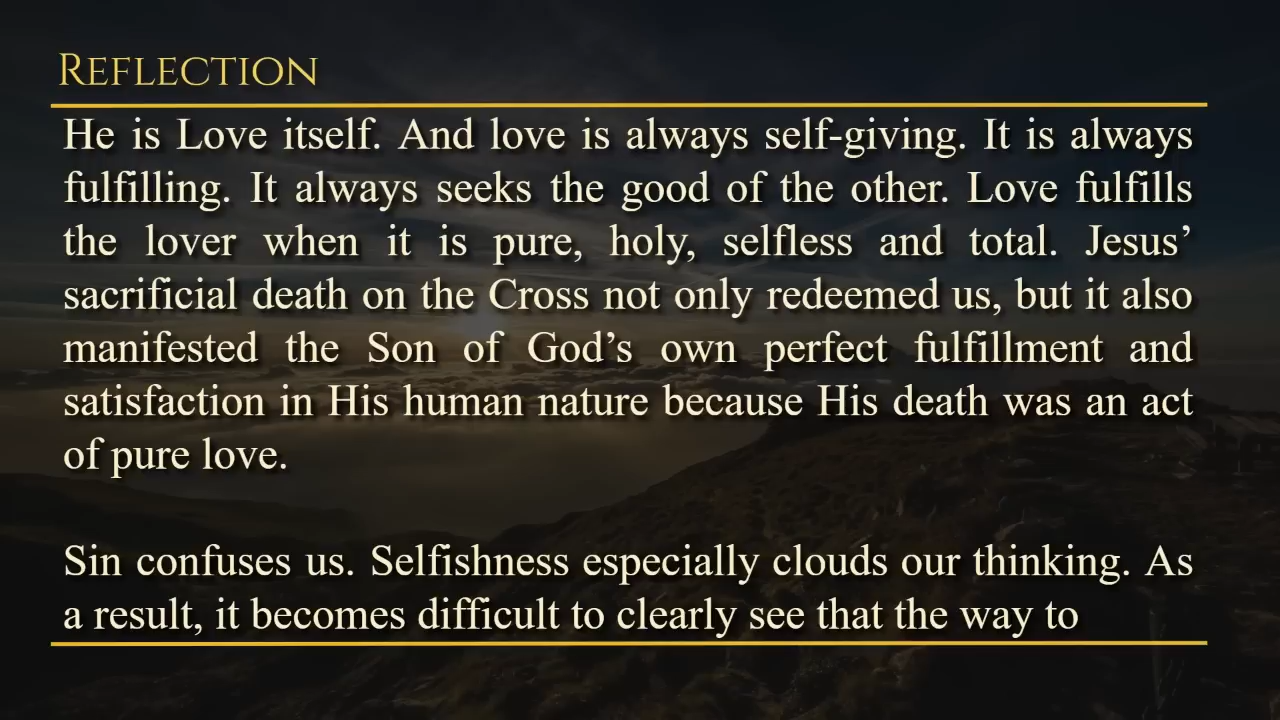 Reflection
He is Love itself. And love is always self-giving. It is always
fulfilling. It always seeks the good of the other. Love fulfills
the lover when it is pure, holy, selfless and total. Jesus’
sacrificial death on the Cross not only redeemed us, but it also
manifested the Son of God’s own perfect fulfillment and
satisfaction in His human nature because His death was an act
of pure love.
Sin confuses us. Selfishness especially clouds our thinking. As
a result, it becomes difficult to clearly see that the way to